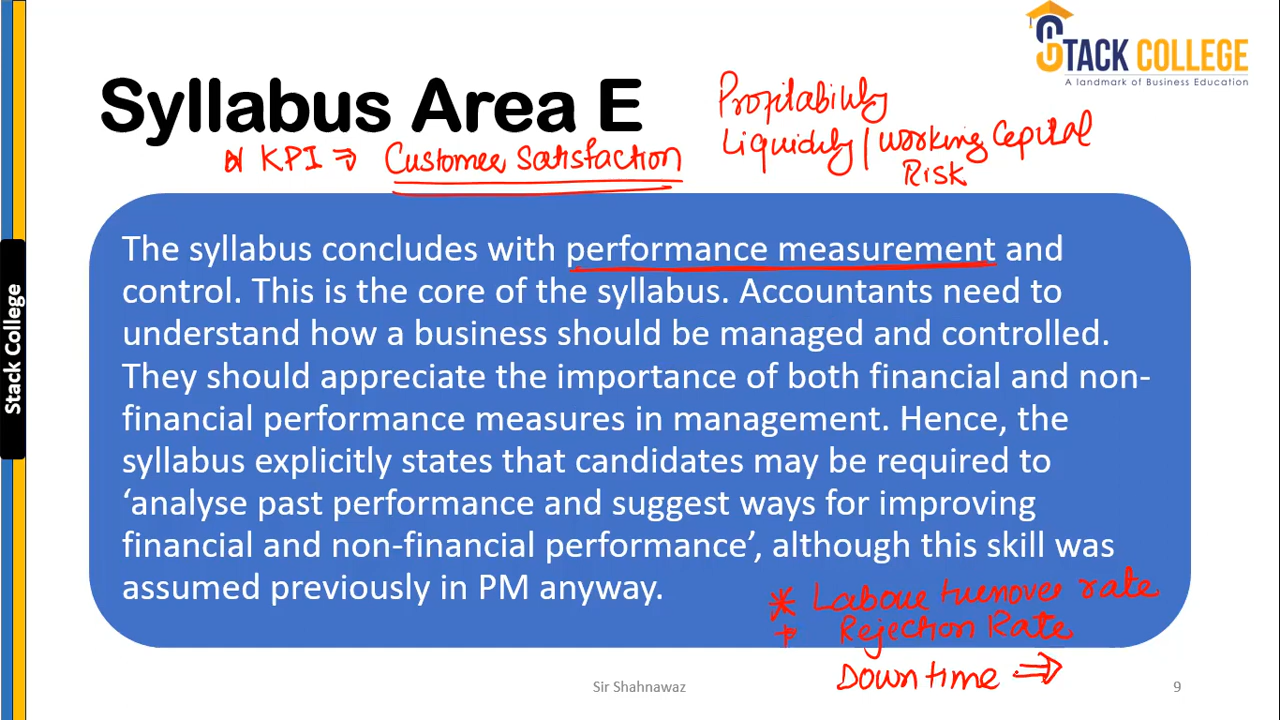 STACK COLLEGE
A landmark of Business Education
Syllabus Area E
Profitability
Liquidity / Working Capital
Risk
KPI ⇒ Customer Satisfaction
The syllabus concludes with performance measurement and
control. This is the core of the syllabus. Accountants need to
understand how a business should be managed and controlled.
They should appreciate the importance of both financial and non-
financial performance measures in management. Hence, the
syllabus explicitly states that candidates may be required to
‘analyse past performance and suggest ways for improving
financial and non-financial performance’, although this skill was
assumed previously in PM anyway.
* Labour turnover rate
Rejection Rate
Down time ⇒
Sir Shahnawaz
9
Stack College